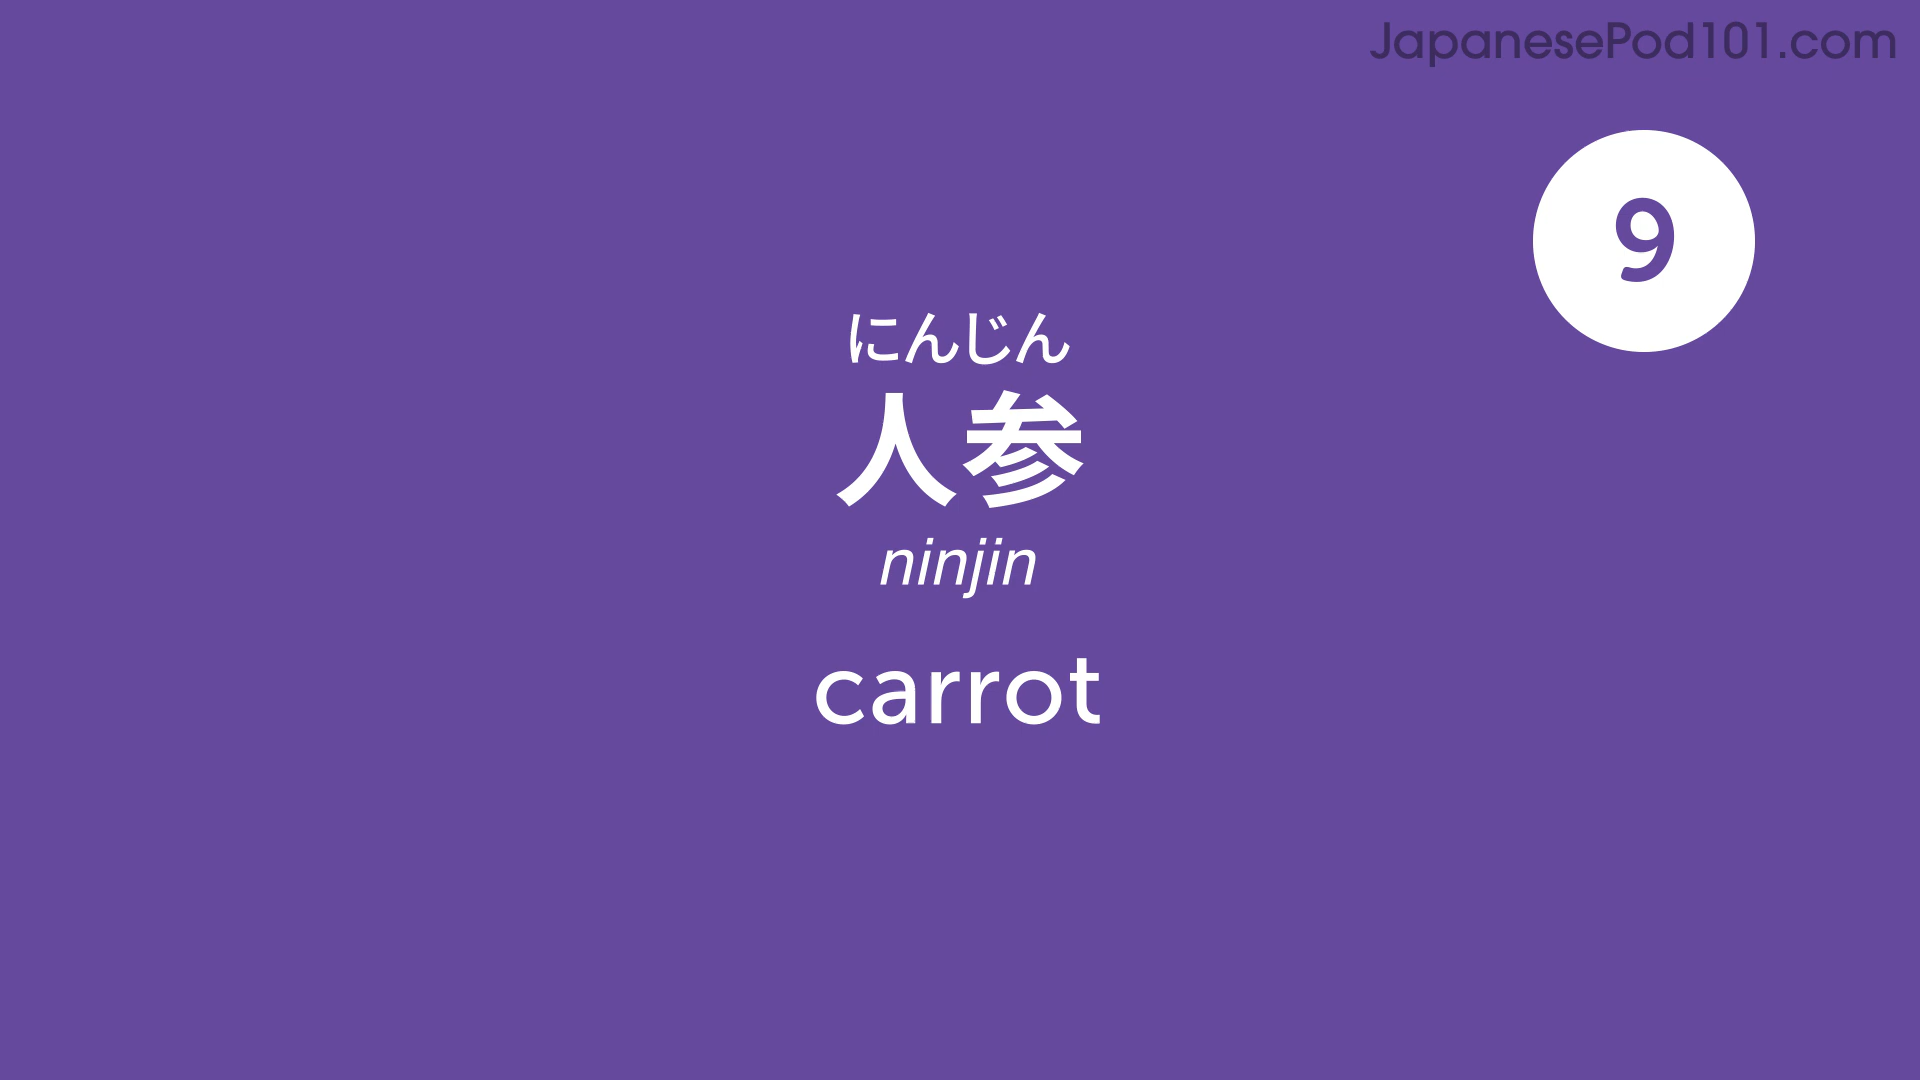 JapanesePod101.com
9
にんじん
人参
ninjin
carrot